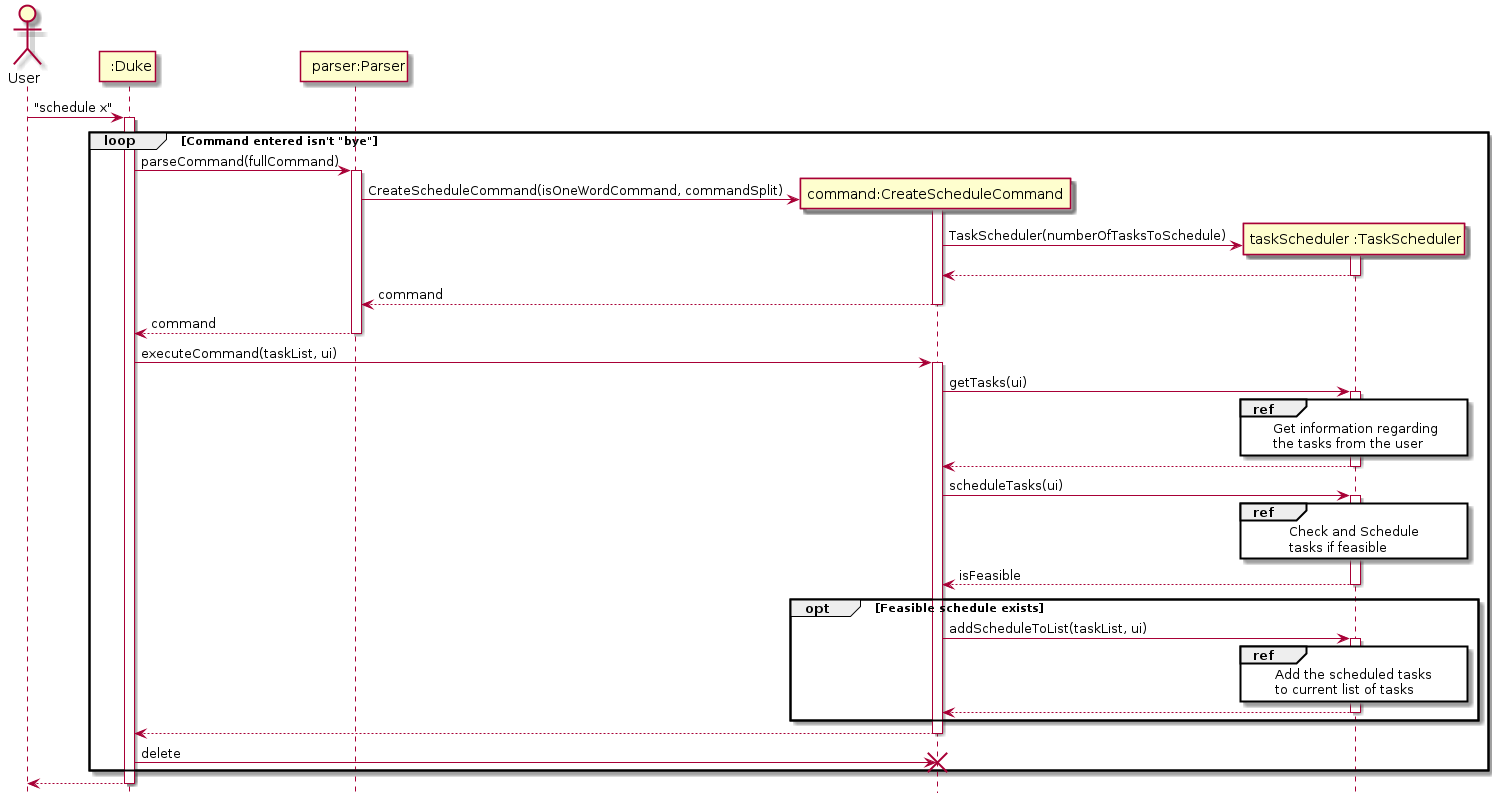 User
:Duke
parser:Parser
"schedule x"
loop
[Command entered isn't "bye"]
parseCommand(fullCommand)
CreateScheduleCommand(isOneWordCommand, commandSplit)
command:CreateScheduleCommand
TaskScheduler(numberOfTasksToSchedule)
taskScheduler :TaskScheduler
command
command
executeCommand(taskList, ui)
getTasks(ui)
ref
Get information regarding
the tasks from the user
scheduleTasks(ui)
ref
Check and Schedule
tasks if feasible
isFeasible
opt
[Feasible schedule exists]
addScheduleToList(taskList, ui)
ref
Add the scheduled tasks
to current list of tasks
delete